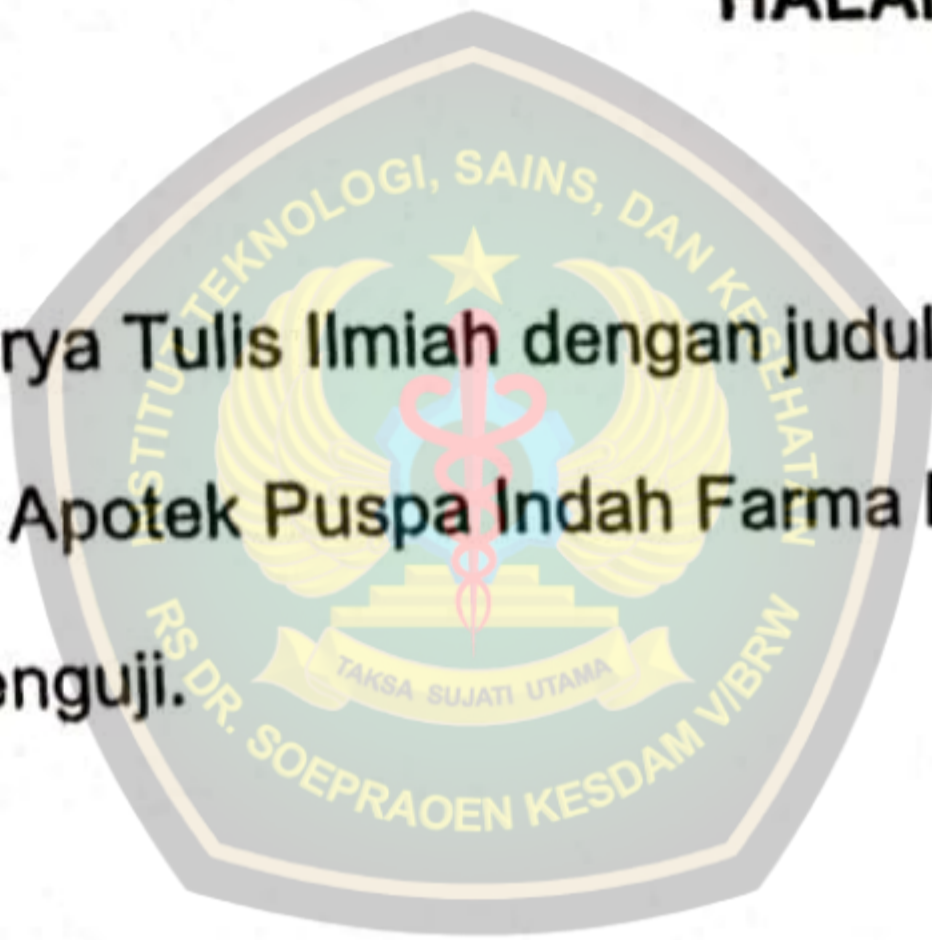 rya Tulis Ilmiah dengan judul
Apotek Puspa Indah Farma
enguji.
INSTITUT TEKNOLOGI, SAINS, DAN KESEHATAN
TAKSA SUJATI UTAMA
RS DR. SOEPRAOEN KESDAM V/BRW